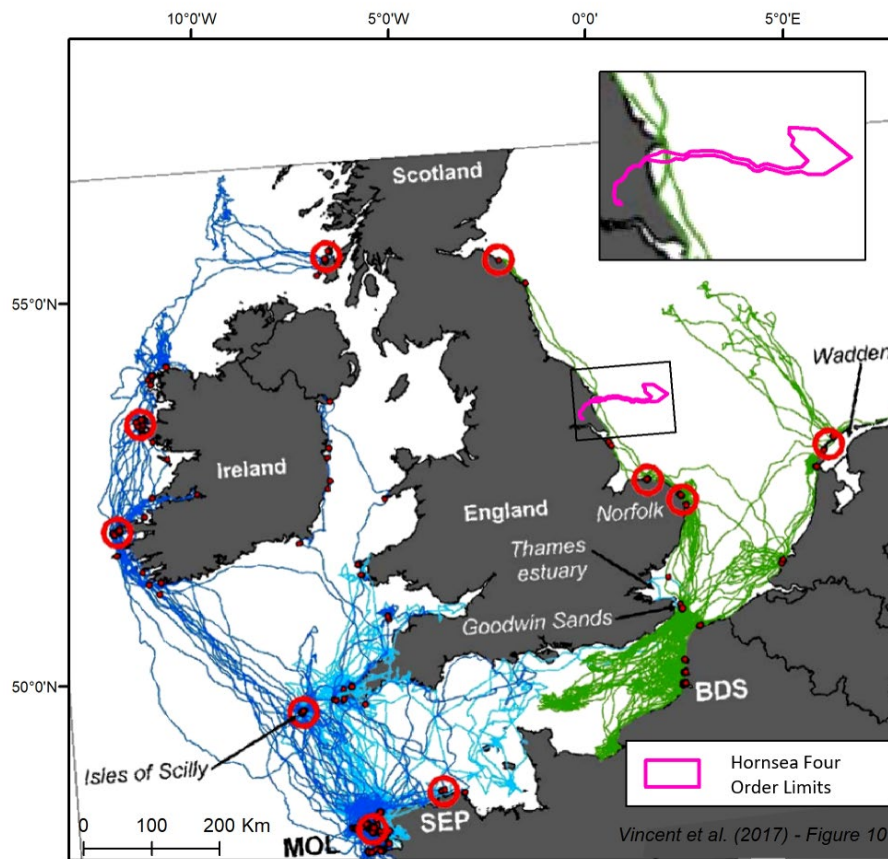 10°0'W 5°0'W 0°0' 5°0'E
Scotland
55°0'N
Wadden
Ireland
England
Norfolk
Thames
estuary
Goodwin Sands
50°0'N
BDS
Isles of Scilly
Hornsea Four
Order Limits
SEP
0 100 200 Km
MOL
Vincent et al. (2017) - Figure 10